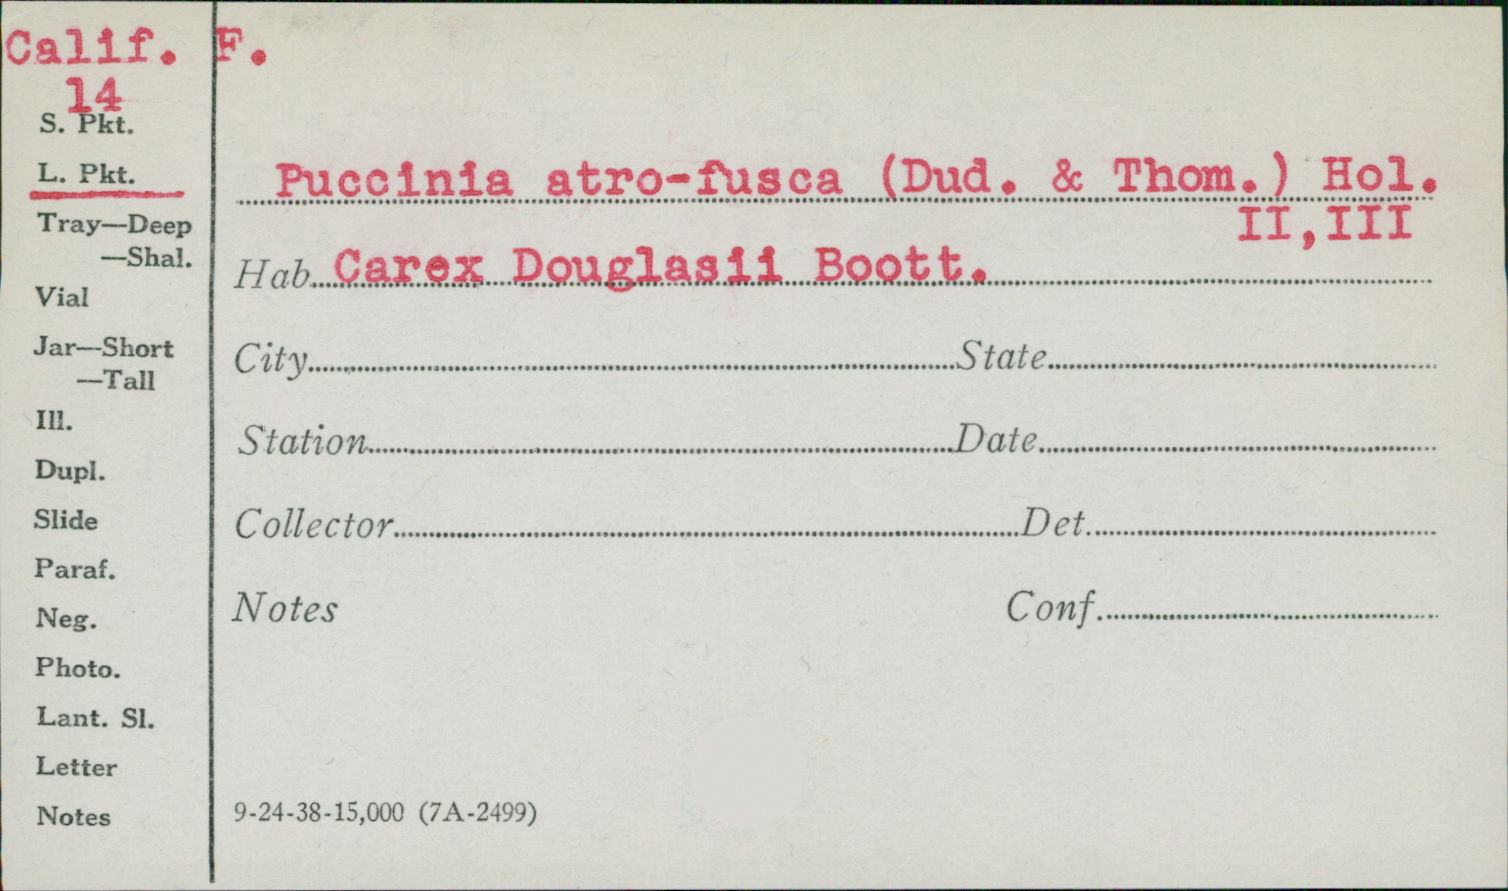 Calif. F.
14
S. Pkt.
L. Pkt.
Tray—Deep
—Shal.
Vial
Jar—Short
—Tall
Ill.
Dupl.
Slide
Paraf.
Neg.
Photo.
Lant. Sl.
Letter
Notes
Puccinia atro-fusca (Dud. & Thom.) Hol.
II,III
Hab. Carex Douglasii Boott.
City State
Station Date
Collector Det.
Notes Conf.
9-24-38-15,000 (7A-2499)